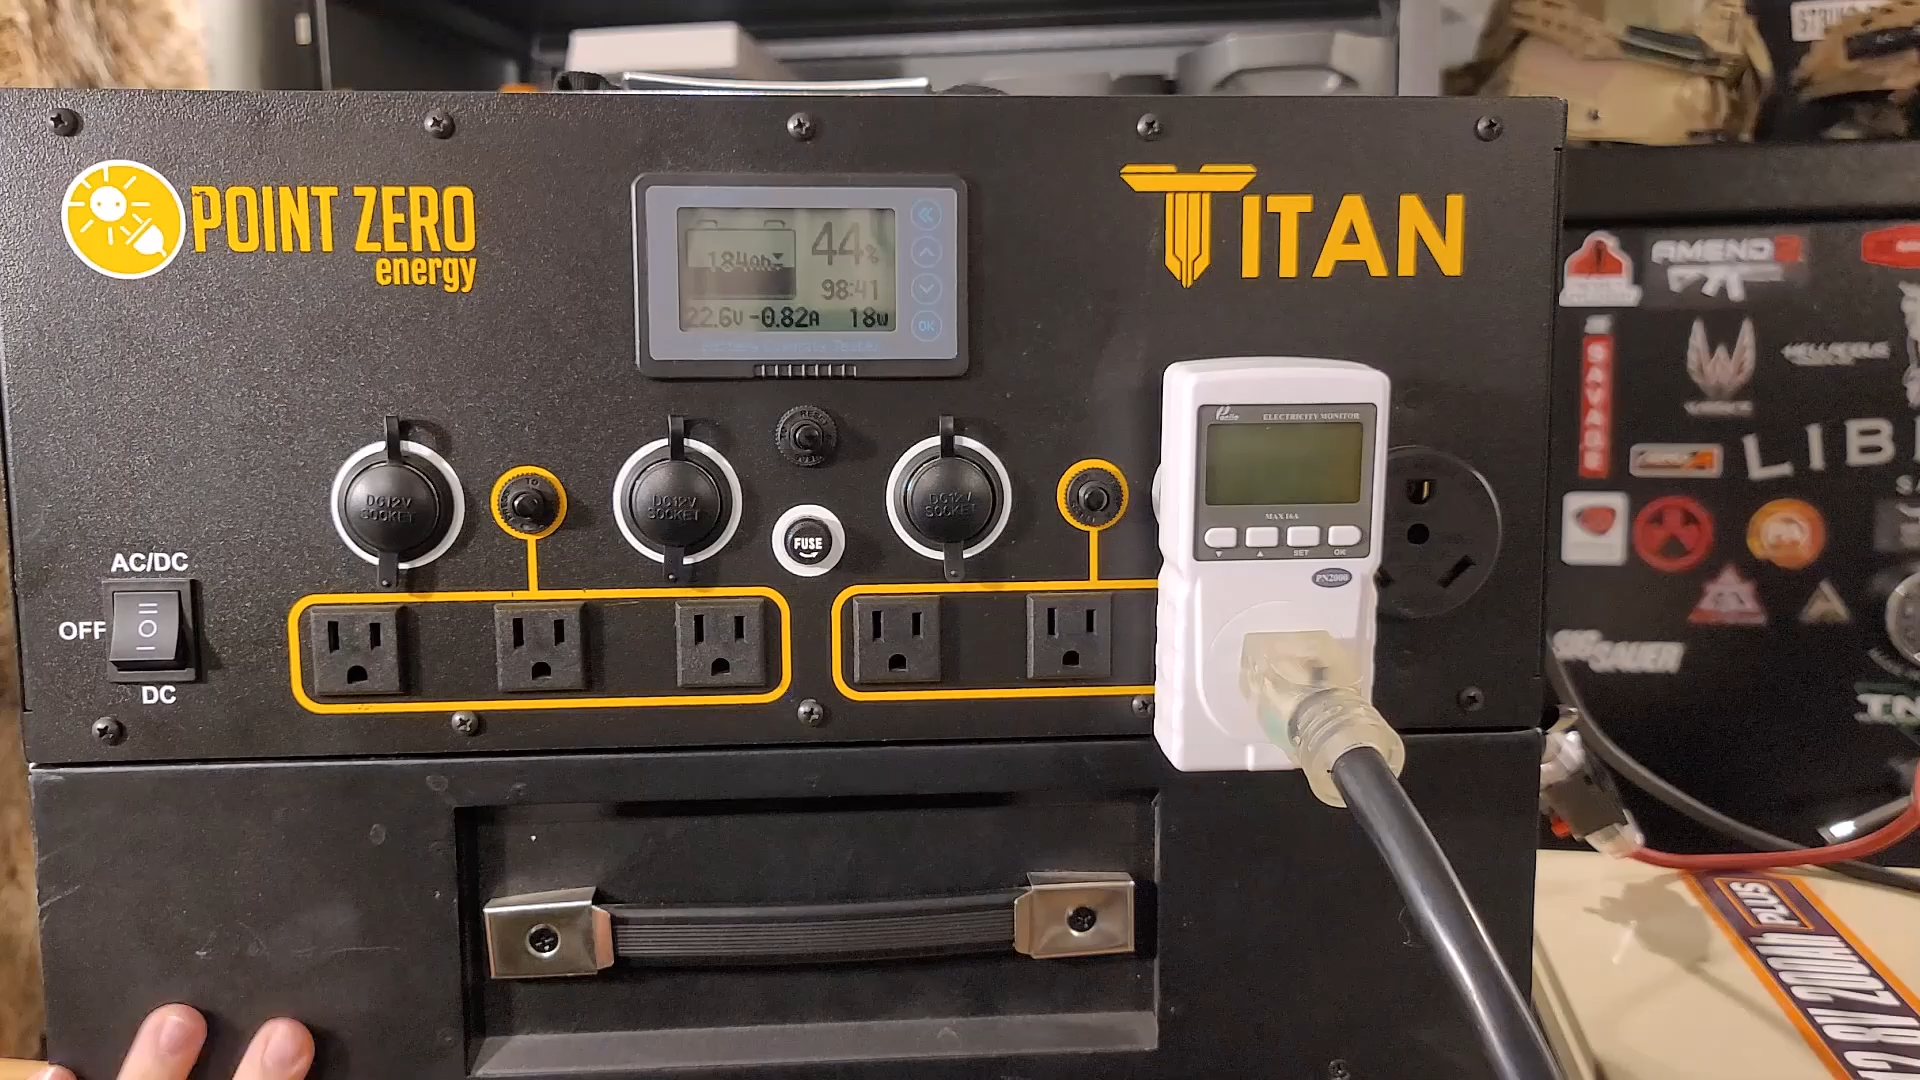 POINT ZERO
energy
TITAN
44%
184Ah
98:41
22.6V -0.82A 18W
OK
DC12V
SOCKET
DC12V
SOCKET
DC12V
SOCKET
FUSE
AC/DC
OFF
DC
ELECTRICITY MONITOR
MAX 16A
SET
OK
PN2000
AMEND
SAVAGE
LIB
SIG SAUER
200Ah PLUS